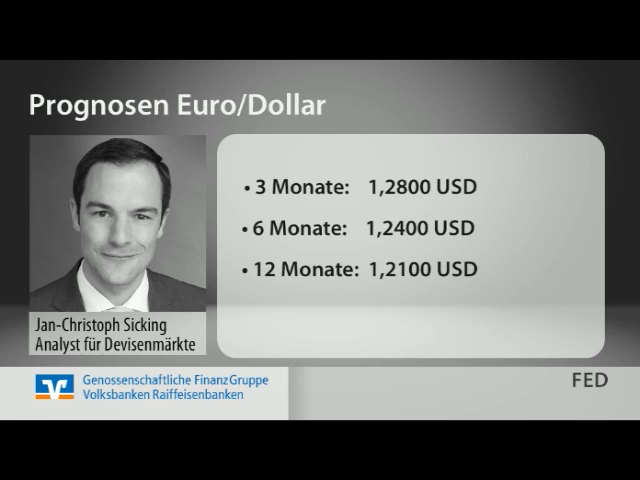 Prognosen Euro/Dollar
• 3 Monate: 1,2800 USD
• 6 Monate: 1,2400 USD
• 12 Monate: 1,2100 USD
Jan-Christoph Sicking
Analyst für Devisenmärkte
Genossenschaftliche FinanzGruppe
Volksbanken Raiffeisenbanken
FED